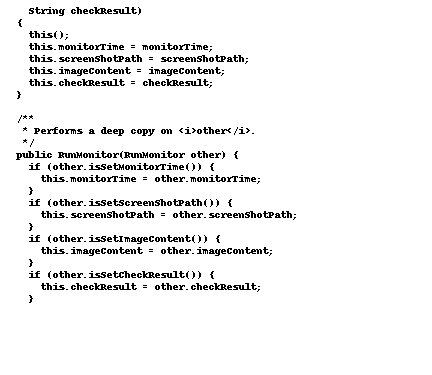 String checkResult)
{
this();
this.monitorTime = monitorTime;
this.screenShotPath = screenShotPath;
this.imageContent = imageContent;
this.checkResult = checkResult;
}
/**
* Performs a deep copy on <i>other</i>.
*/
public RunMonitor(RunMonitor other) {
if (other.isSetMonitorTime()) {
this.monitorTime = other.monitorTime;
}
if (other.isSetScreenShotPath()) {
this.screenShotPath = other.screenShotPath;
}
if (other.isSetImageContent()) {
this.imageContent = other.imageContent;
}
if (other.isSetCheckResult()) {
this.checkResult = other.checkResult;
}